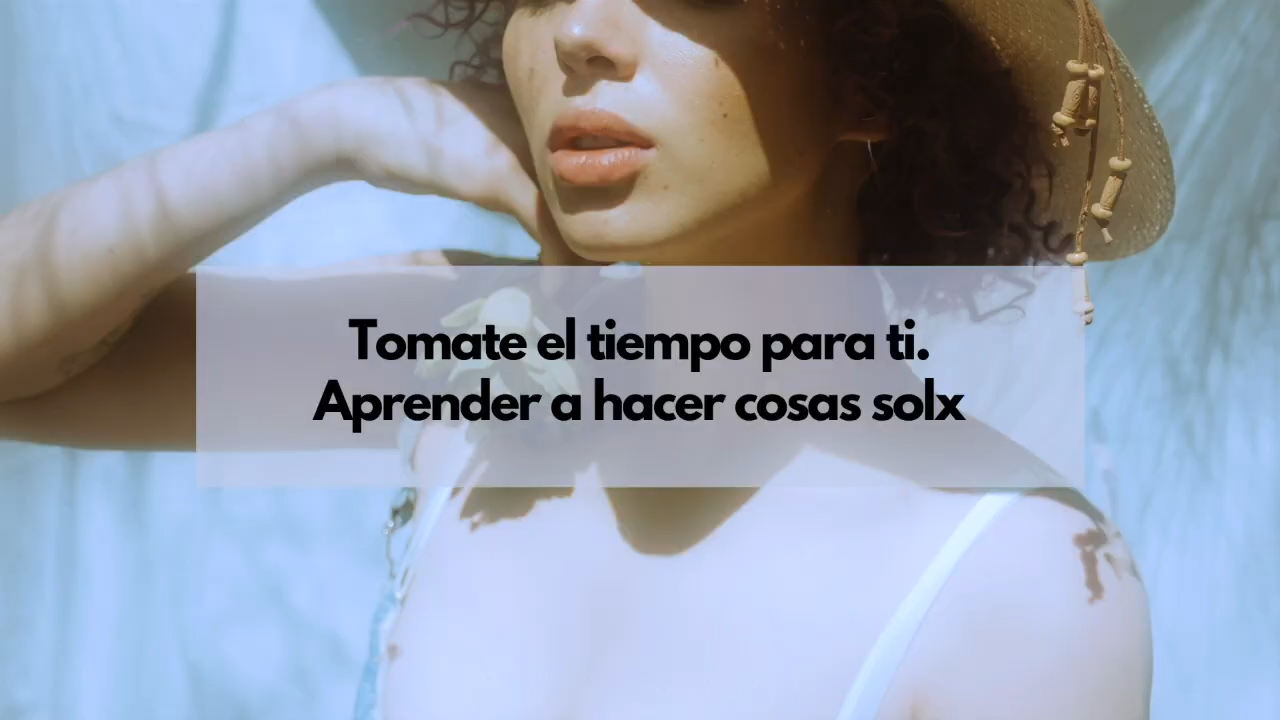 Tomate el tiempo para ti.
Aprender a hacer cosas solx